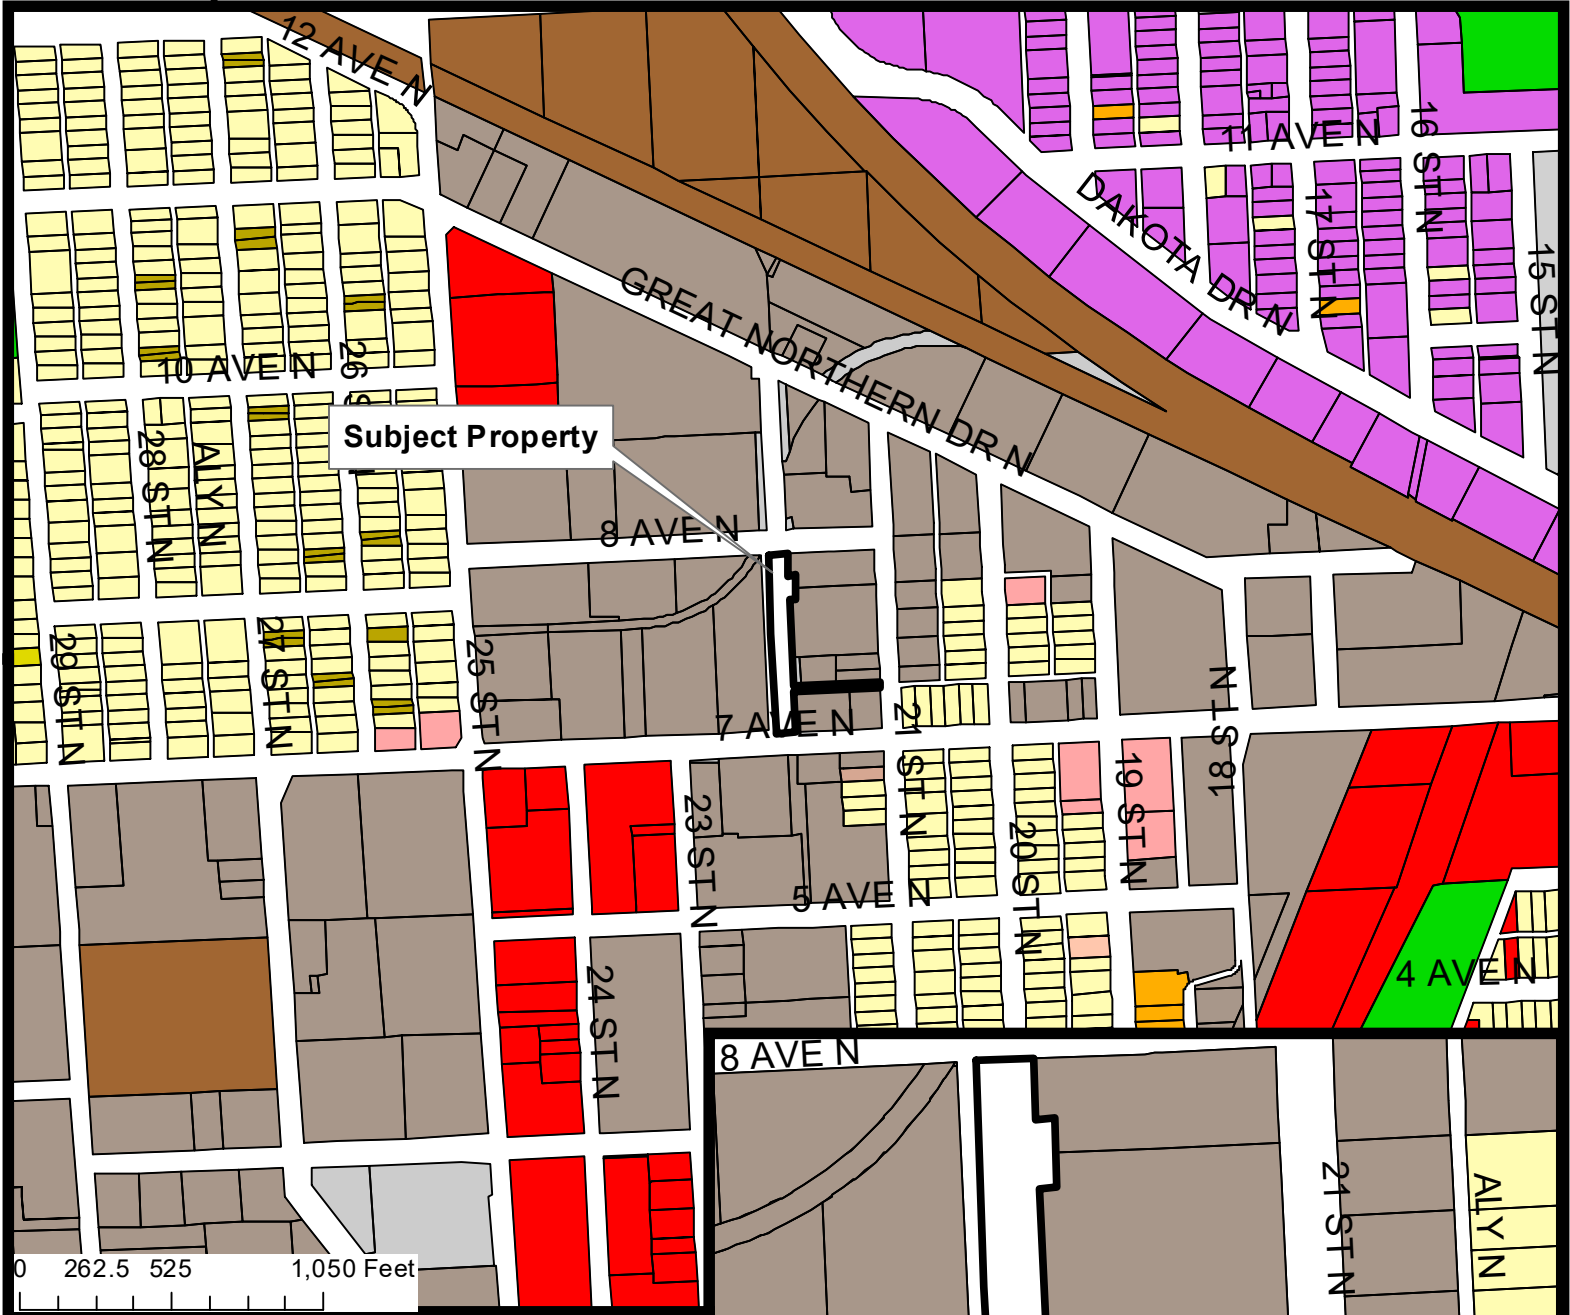 12 AVE N
11 AVE N
16 ST N
DAKOTA DR N
17 ST N
15 ST N
GREAT NORTHERN DR N
10 AVE N
26 S
Subject Property
28 ST N
ALY N
8 AVE N
29 ST N
27 ST N
25 ST N
7 AVE N
21 ST N
18 ST N
19 ST N
23 ST N
20 ST N
5 AVE N
24 ST N
4 AVE N
8 AVE N
21 ST N
ALY N
0 262.5 525 1,050 Feet